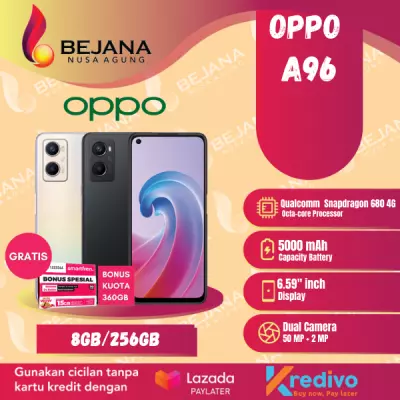 BEJANA
NUSA AGUNG
oppo
OPPO
A96
Qualcomm Snapdragon 680 4G
Octa-core Processor
5000 mAh
Capacity Battery
6.59" inch
Display
Dual Camera
50 MP + 2 MP
GRATIS
smartfren
BONUS SPESIAL
15GB
BONUS
KUOTA
360GB
8GB/256GB
Gunakan cicilan tanpa
kartu kredit dengan
Lazada
PAYLATER
Kredivo
Buy now, Pay later